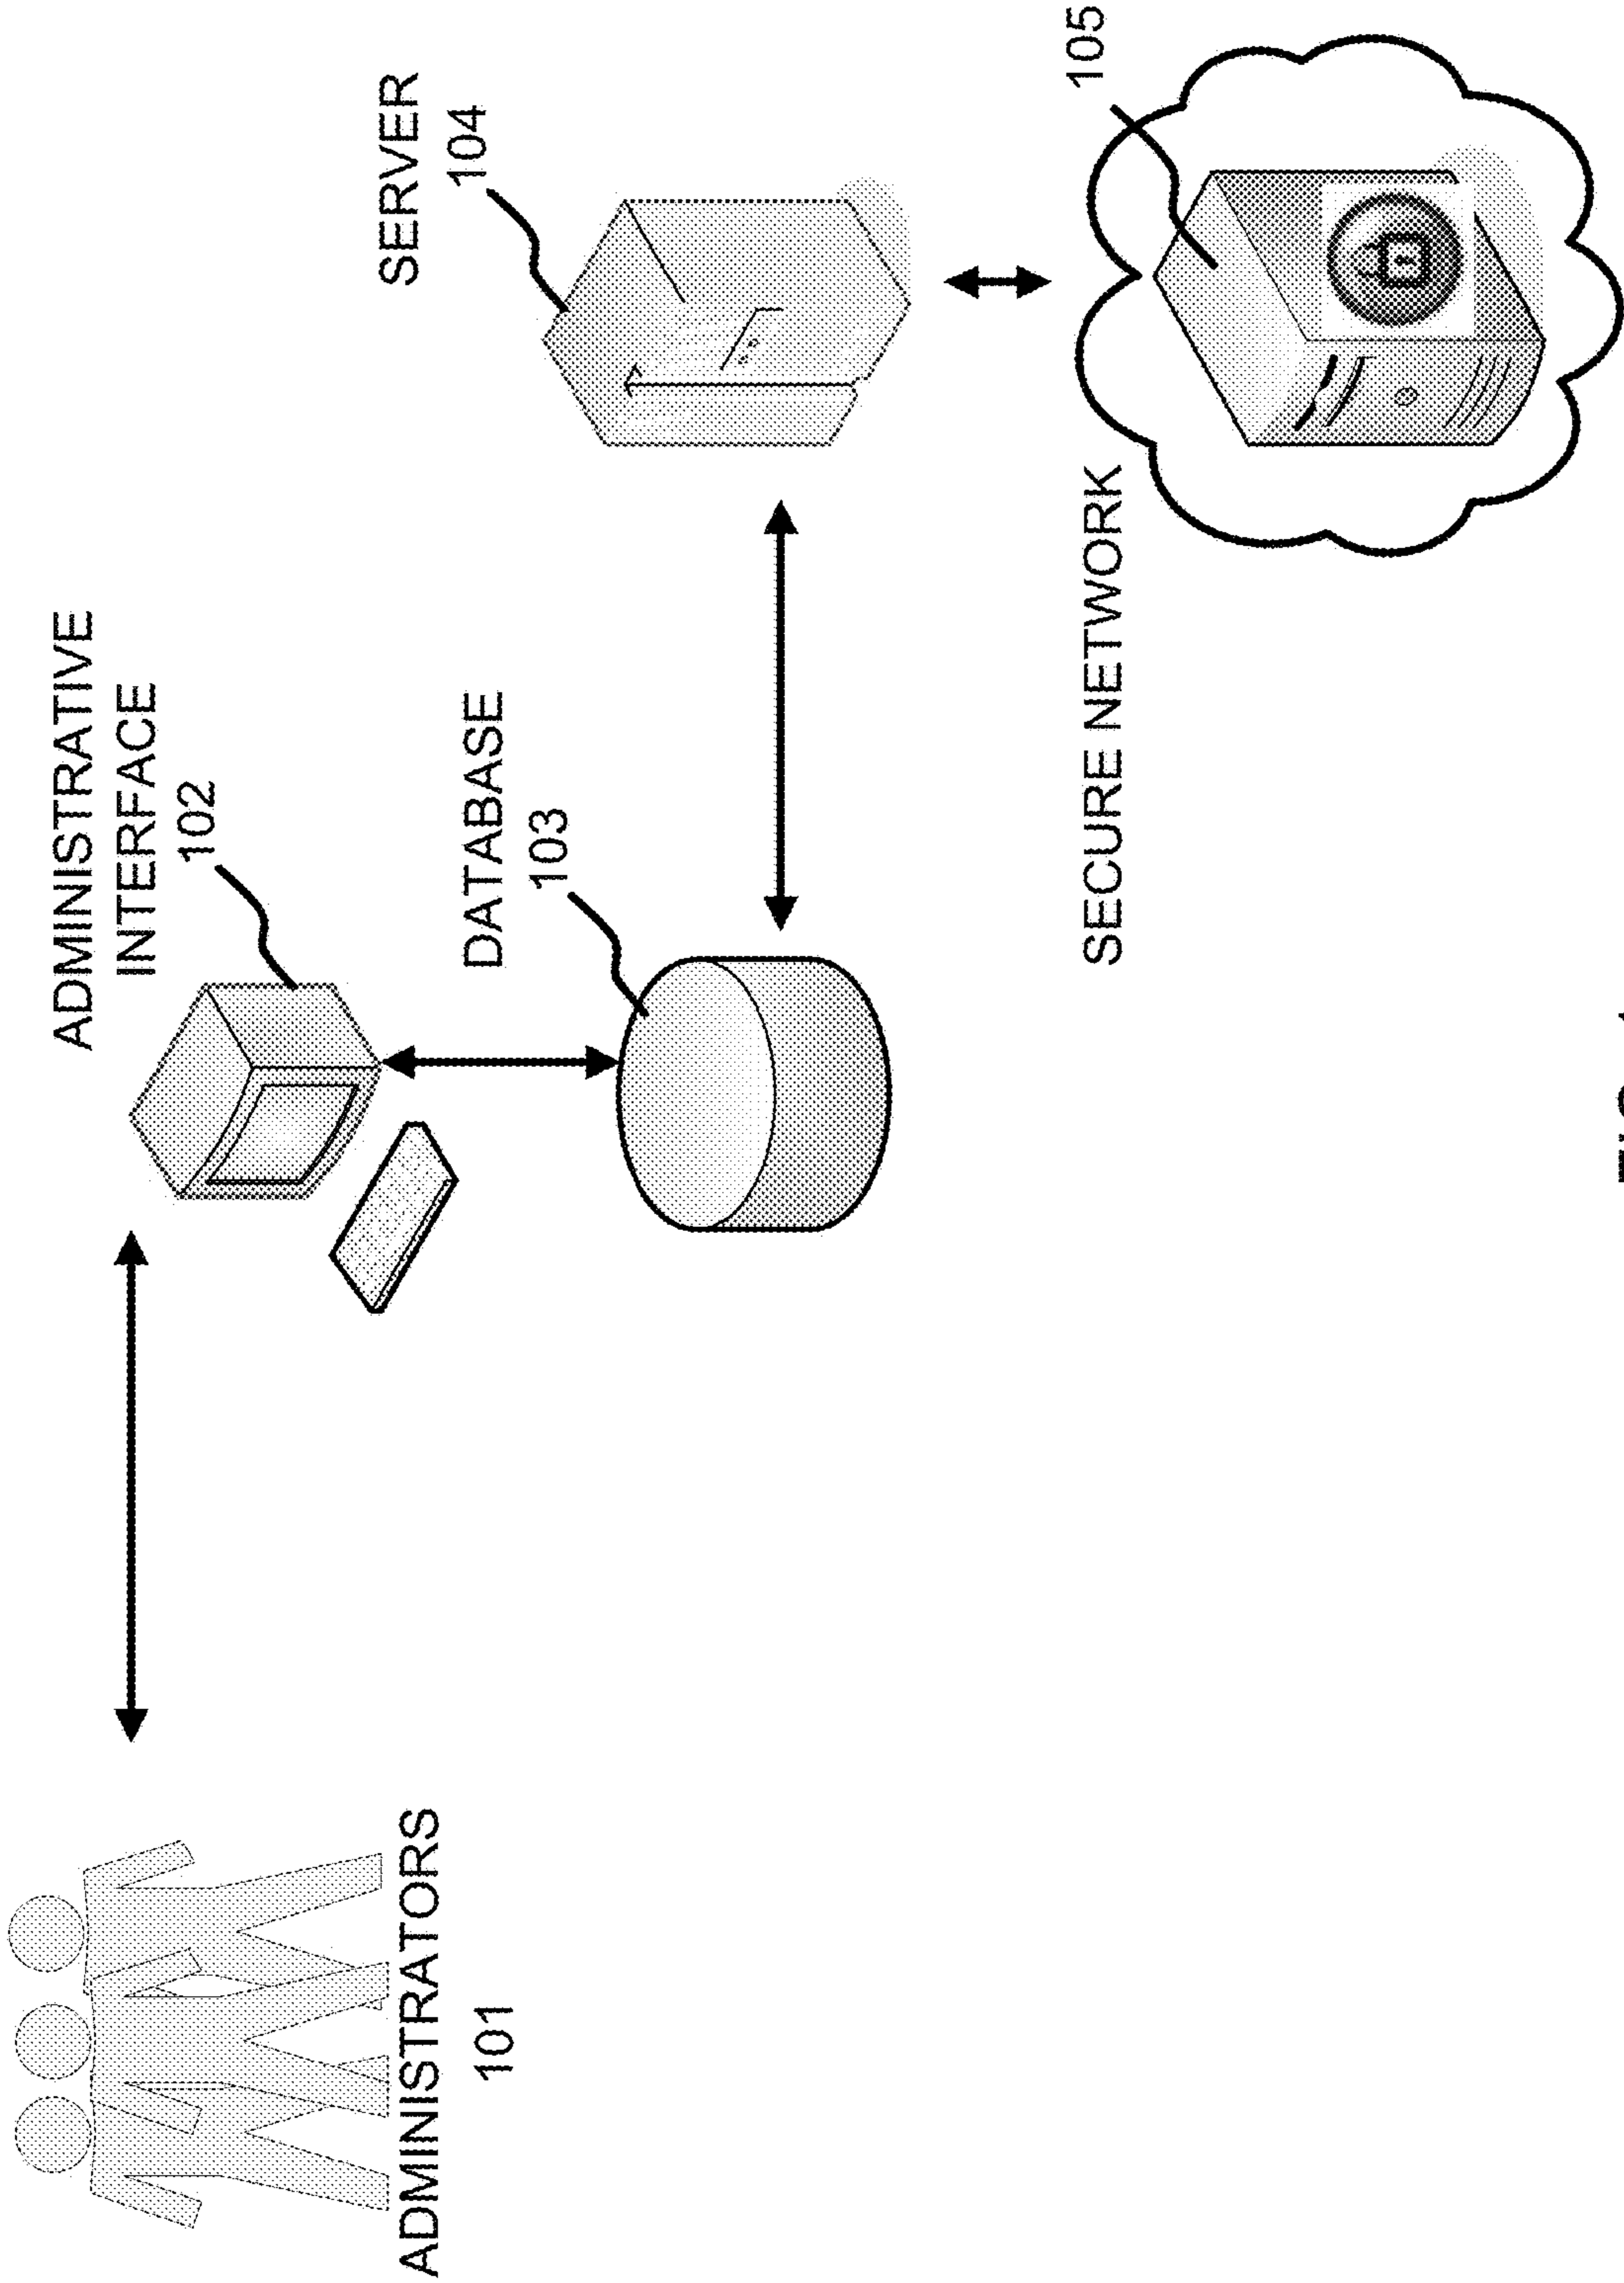 ADMINISTRATORS
101
ADMINISTRATIVE
INTERFACE
102
DATABASE
103
SERVER
104
SECURE NETWORK
105